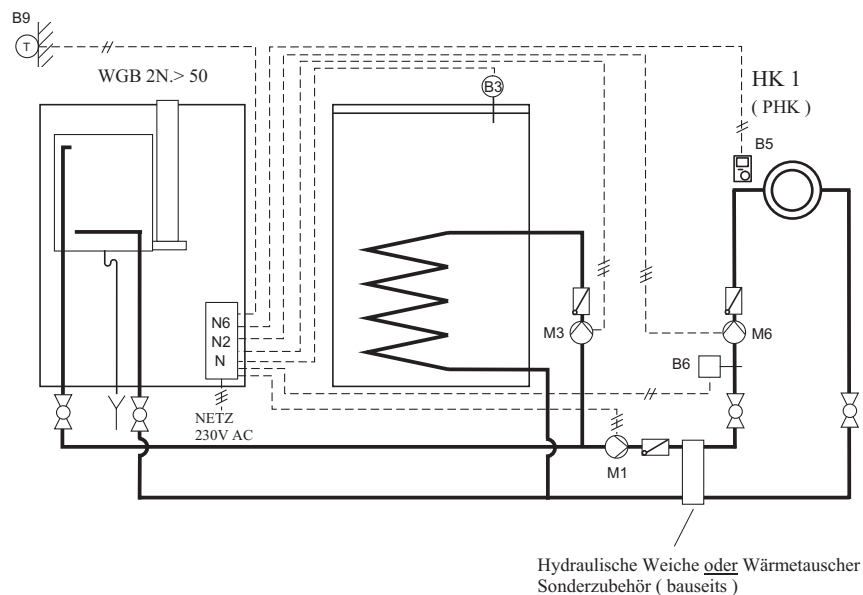 B9
T
WGB 2N.> 50
B3
HK 1
( PHK )
B5
N6
N2
N
M3
M6
B6
NETZ
230V AC
M1
Hydraulische Weiche oder Wärmetauscher
Sonderzubehör ( bauseits )